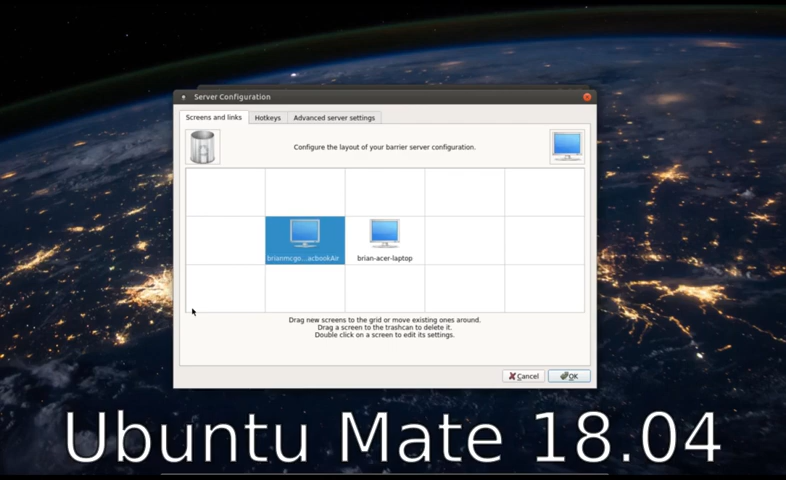 Server Configuration
Screens and links
Hotkeys
Advanced server settings
Configure the layout of your barrier server configuration.
brianmcgo...acbookAir
brian-acer-laptop
Drag new screens to the grid or move existing ones around.
Drag a screen to the trashcan to delete it.
Double click on a screen to edit its settings.
Cancel
OK
Ubuntu Mate 18.04